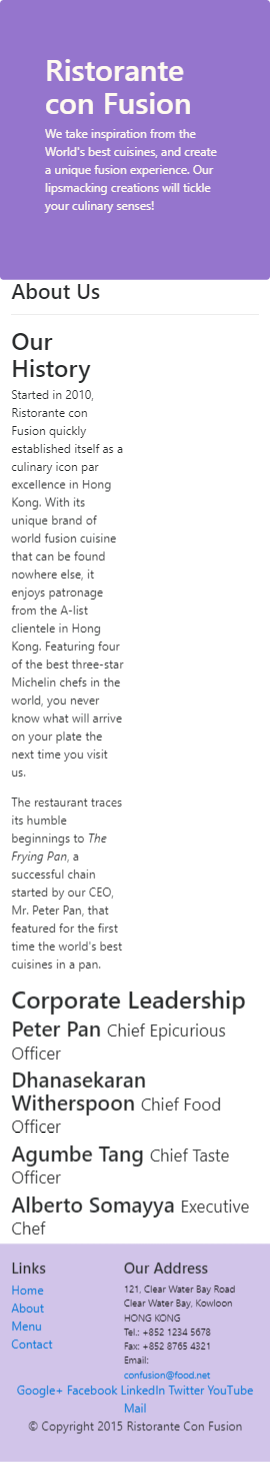 Ristorante
con Fusion
We take inspiration from the
World's best cuisines, and create
a unique fusion experience. Our
lipsmacking creations will tickle
your culinary senses!
About Us
Our
History
Started in 2010,
Ristorante con
Fusion quickly
established itself as a
culinary icon par
excellence in Hong
Kong. With its
unique brand of
world fusion cuisine
that can be found
nowhere else, it
enjoys patronage
from the A-list
clientele in Hong
Kong. Featuring four
of the best three-star
Michelin chefs in the
world, you never
know what will arrive
on your plate the
next time you visit
us.
The restaurant traces
its humble
beginnings to The
Frying Pan, a
successful chain
started by our CEO,
Mr. Peter Pan, that
featured for the first
time the world's best
cuisines in a pan.
Corporate Leadership
Peter Pan Chief Epicurious
Officer
Dhanasekaran
Witherspoon Chief Food
Officer
Agumbe Tang Chief Taste
Officer
Alberto Somayya Executive
Chef
Links
Home
About
Menu
Contact
Our Address
121, Clear Water Bay Road
Clear Water Bay, Kowloon
HONG KONG
Tel.: +852 1234 5678
Fax: +852 8765 4321
Email:
confusion@food.net
Google+ Facebook LinkedIn Twitter YouTube
Mail
© Copyright 2015 Ristorante Con Fusion